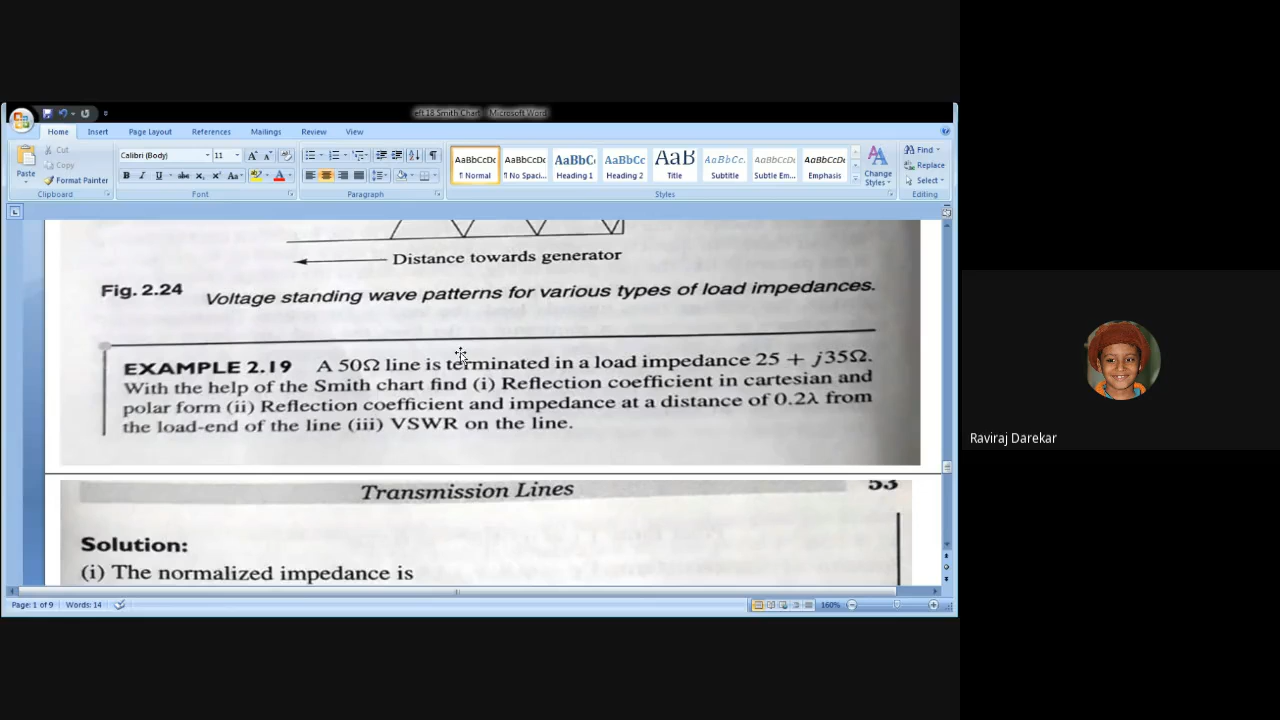 eft 18 Smith Chart - Microsoft Word
Home Insert Page Layout References Mailings Review View
Paste
Cut
Copy
Format Painter
Clipboard
Calibri (Body) 11
Font
Paragraph
AaBbCcDc AaBbCcDc AaBbC AaBbCc AaB AaBbCc. AaBbCcDc AaBbCcDc
¶ Normal ¶ No Spaci... Heading 1 Heading 2 Title Subtitle Subtle Em... Emphasis
Change Styles
Styles
Find
Replace
Select
Editing
Distance towards generator
Fig. 2.24 Voltage standing wave patterns for various types of load impedances.
EXAMPLE 2.19 A 50Ω line is terminated in a load impedance 25 + j35Ω.
With the help of the Smith chart find (i) Reflection coefficient in cartesian and
polar form (ii) Reflection coefficient and impedance at a distance of 0.2λ from
the load-end of the line (iii) VSWR on the line.
Transmission Lines 53
Solution:
(i) The normalized impedance is
Page: 1 of 9 Words: 14 160%
Raviraj Darekar